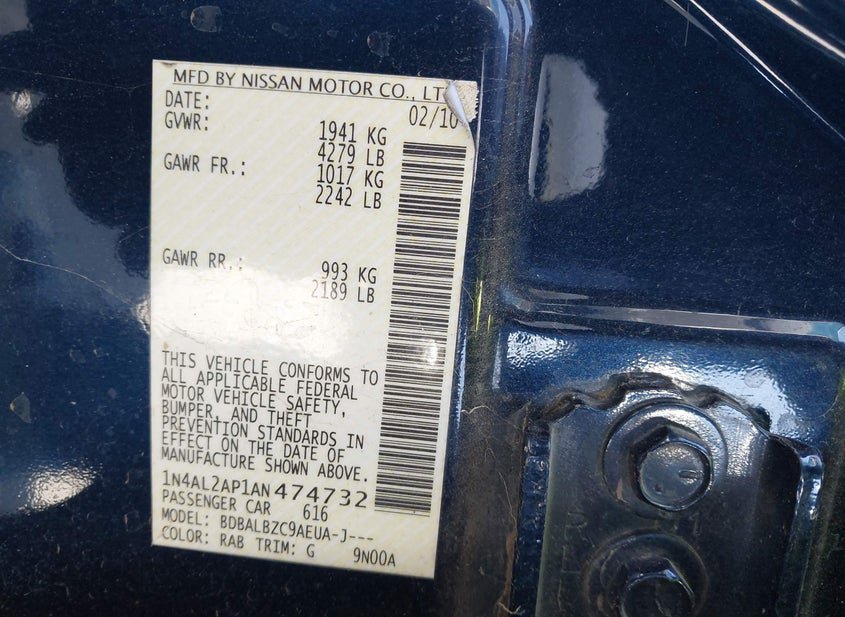 MFD BY NISSAN MOTOR CO., LT
DATE: 02/10
GVWR: 1941 KG
4279 LB
GAWR FR.: 1017 KG
2242 LB
GAWR RR.: 993 KG
2189 LB
THIS VEHICLE CONFORMS TO
ALL APPLICABLE FEDERAL
MOTOR VEHICLE SAFETY,
BUMPER, AND THEFT
PREVENTION STANDARDS IN
EFFECT ON THE DATE OF
MANUFACTURE SHOWN ABOVE.
1N4AL2AP1AN474732
PASSENGER CAR 616
MODEL: BDBALBZC9AEUA-J---
COLOR: RAB TRIM: G 9N00A